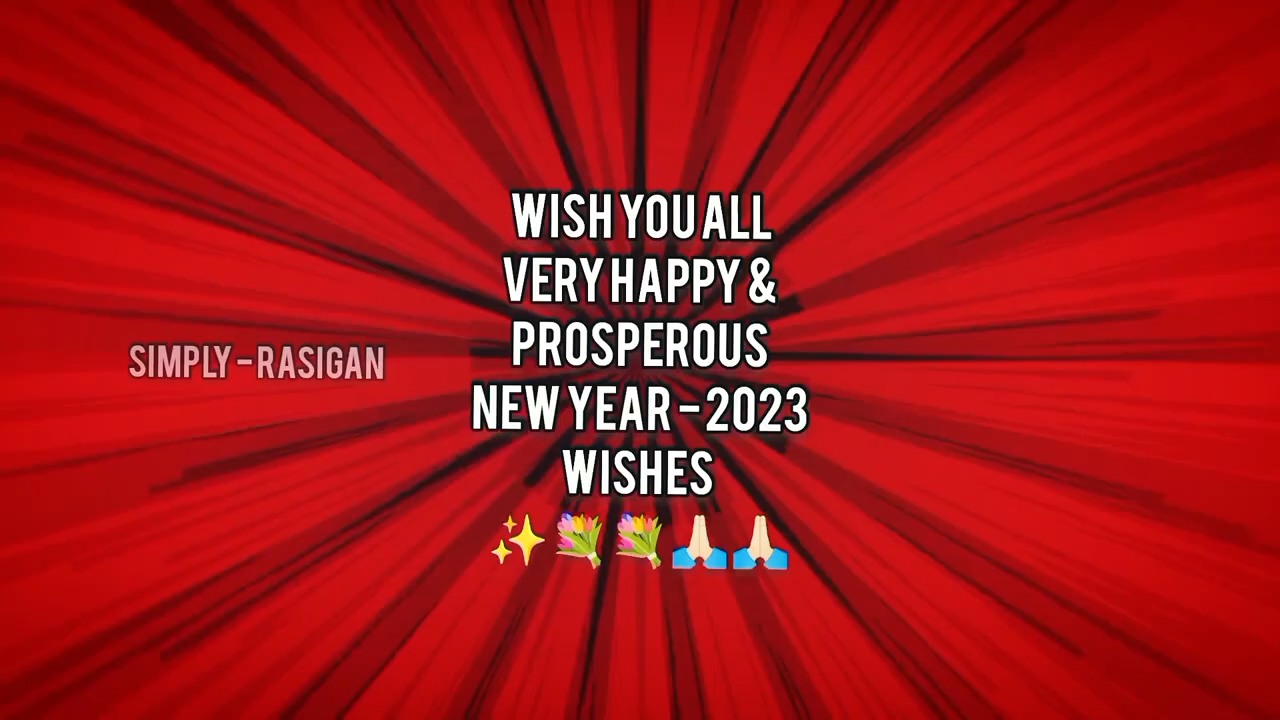 WISH YOU ALL
VERY HAPPY &
PROSPEROUS
NEW YEAR - 2023
WISHES
✨💐💐🙏🏻🙏🏻
SIMPLY - RASIGAN